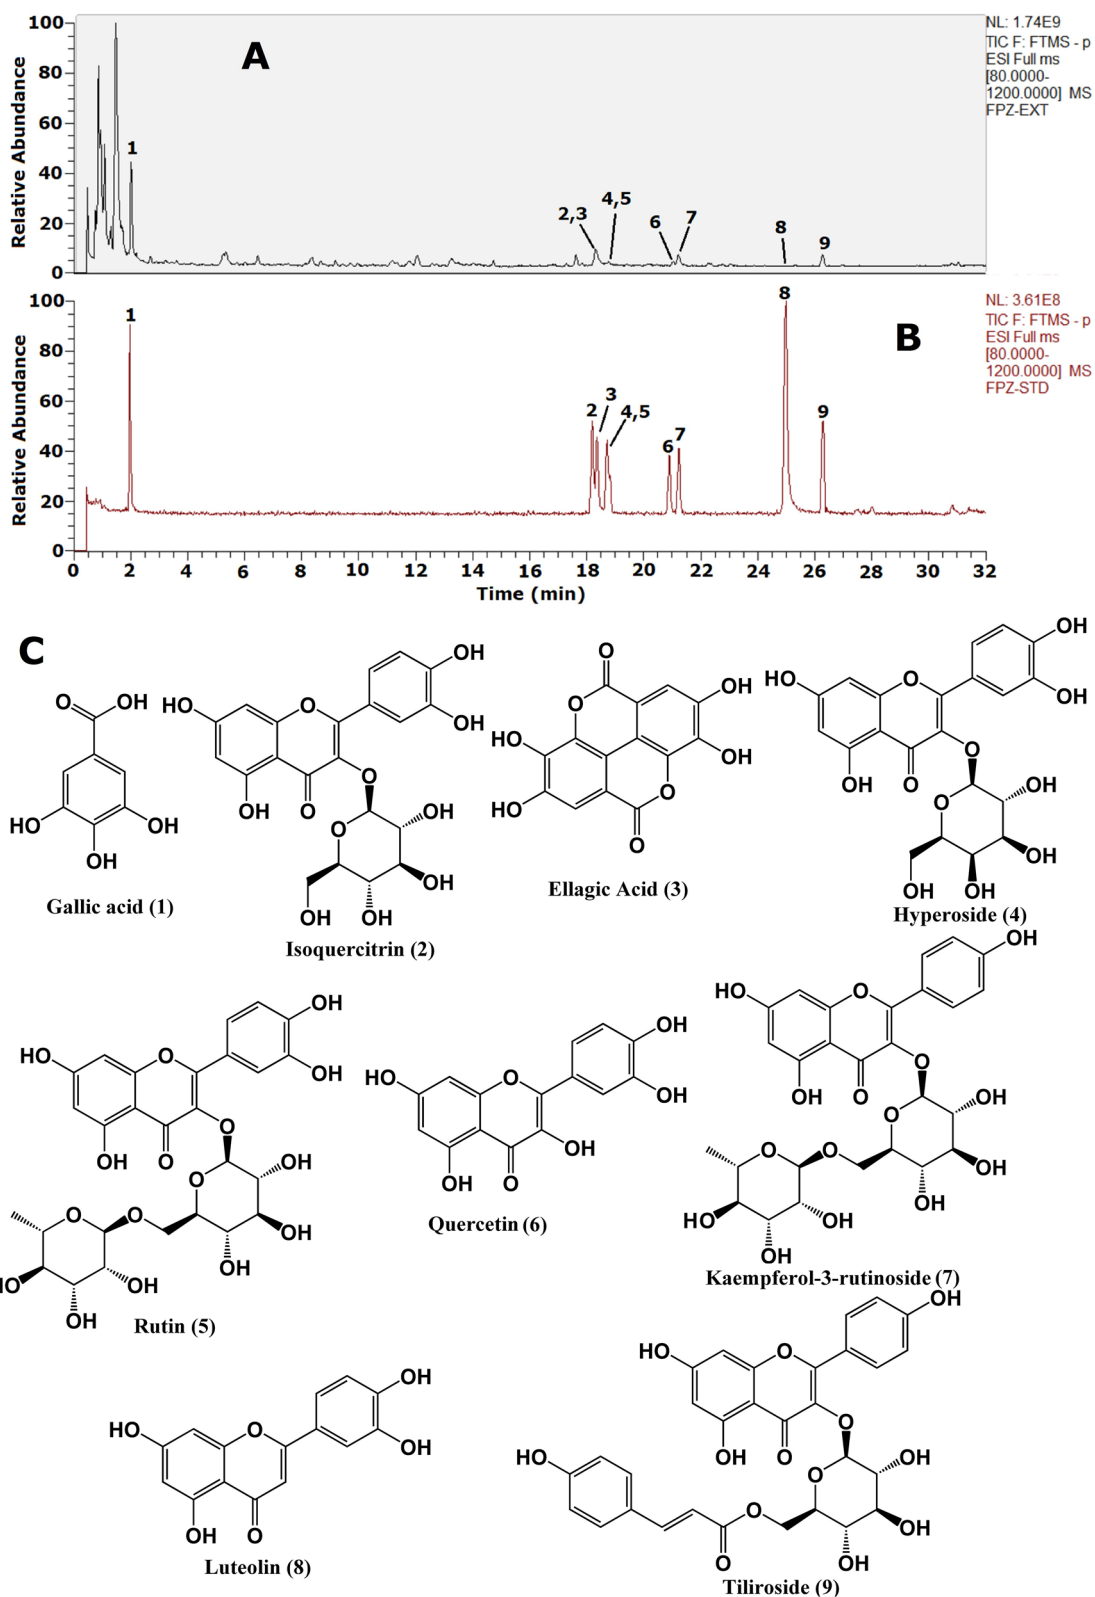 A
Relative Abundance
100
80
60
40
20
0
1
2,3
4,5
6
7
8
9
NL: 1.74E9
TIC F: FTMS - p
ESI Full ms
[80.0000-
1200.0000] MS
FPZ-EXT
B
Relative Abundance
100
80
60
40
20
0
1
2
3
4,5
6
7
8
9
NL: 3.61E8
TIC F: FTMS - p
ESI Full ms
[80.0000-
1200.0000] MS
FPZ-STD
0 2 4 6 8 10 12 14 16 18 20 22 24 26 28 30 32
Time (min)
C
O OH
HO OH
OH
Gallic acid (1)
OH
HO O OH
O
OH O
O OH
OH
OH OH
Isoquercitrin (2)
O
O OH
HO OH
HO O
O
Ellagic Acid (3)
OH
HO O OH
O
OH O
O OH
OH
OH OH
Hyperoside (4)
OH
HO O OH
O
OH O
O OH
O O OH
OH
HO OH
OH
Rutin (5)
OH
HO O OH
OH
OH O
Quercetin (6)
OH
HO O
O
OH O
O OH
O O OH
OH
HO OH
OH
Kaempferol-3-rutinoside (7)
OH
HO O OH
OH O
Luteolin (8)
OH
HO O
O
OH O
HO O OH
O OH
O OH
Tiliroside (9)